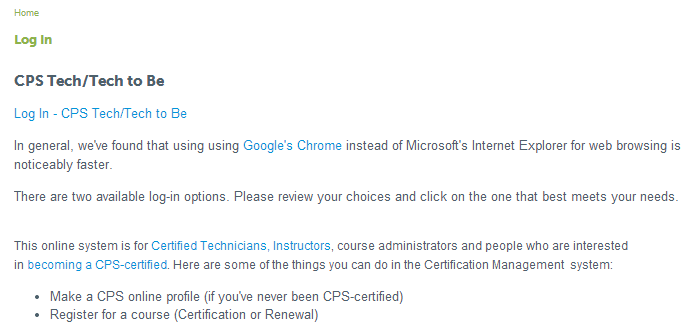 Home
Log In
CPS Tech/Tech to Be
Log In - CPS Tech/Tech to Be
In general, we've found that using using Google's Chrome instead of Microsoft's Internet Explorer for web browsing is
noticeably faster.
There are two available log-in options. Please review your choices and click on the one that best meets your needs.
This online system is for Certified Technicians, Instructors, course administrators and people who are interested
in becoming a CPS-certified. Here are some of the things you can do in the Certification Management system:
• Make a CPS online profile (if you've never been CPS-certified)
• Register for a course (Certification or Renewal)